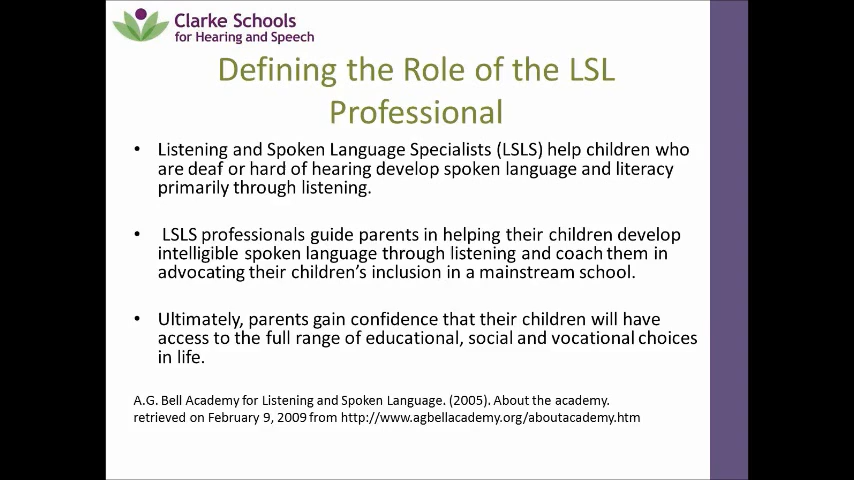 Clarke Schools
for Hearing and Speech
Defining the Role of the LSL
Professional
• Listening and Spoken Language Specialists (LSLS) help children who
are deaf or hard of hearing develop spoken language and literacy
primarily through listening.
• LSLS professionals guide parents in helping their children develop
intelligible spoken language through listening and coach them in
advocating their children's inclusion in a mainstream school.
• Ultimately, parents gain confidence that their children will have
access to the full range of educational, social and vocational choices
in life.
A.G. Bell Academy for Listening and Spoken Language. (2005). About the academy.
retrieved on February 9, 2009 from http://www.agbellacademy.org/aboutacademy.htm